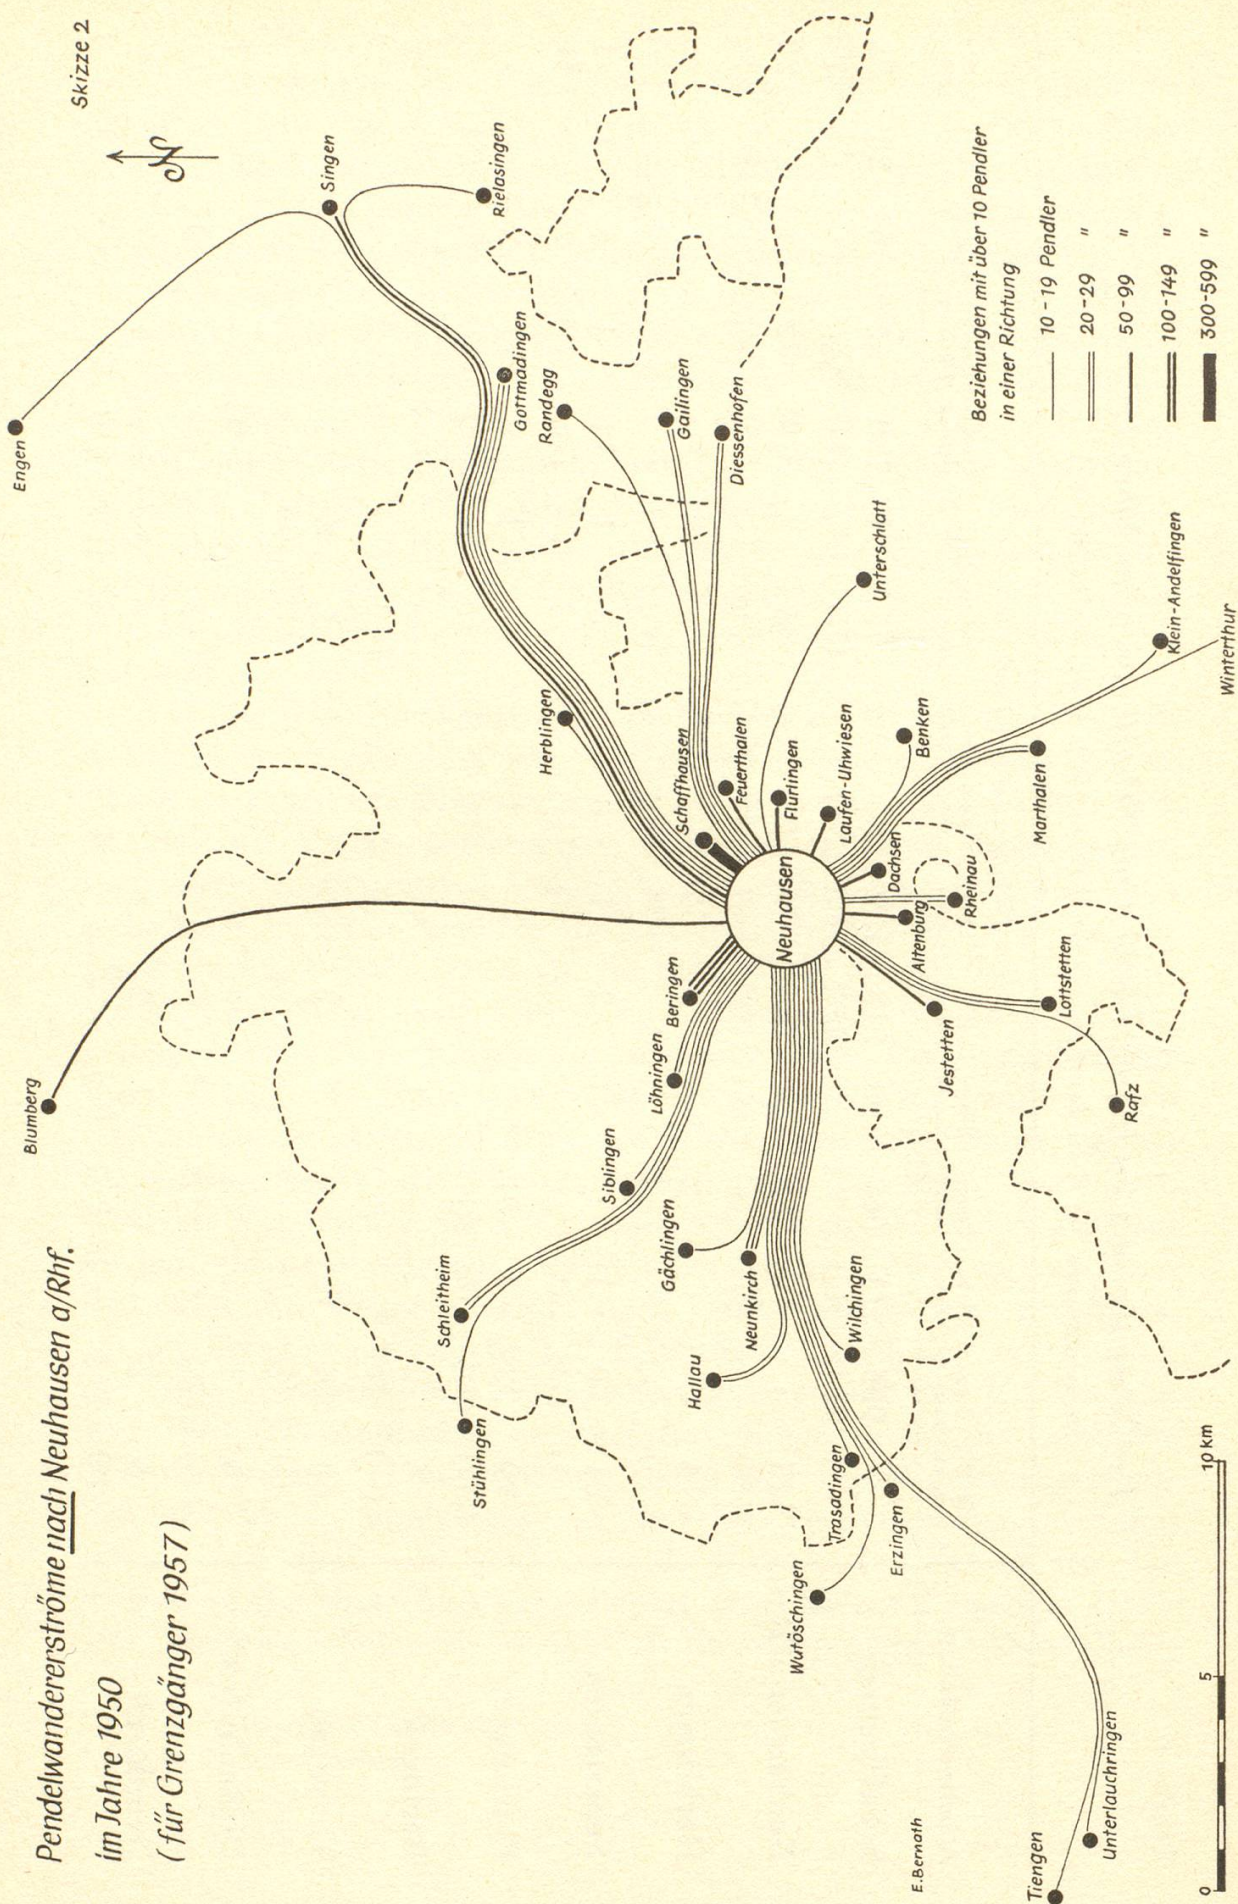 Skizze 2
Pendelwandererströme nach Neuhausen a/Rhf.
im Jahre 1950
(für Grenzgänger 1957)
N
Engen
Singen
Rielasingen
Blumberg
Gottmadingen
Randegg
Gailingen
Diessenhofen
Herblingen
Schaffhausen
Feuerthalen
Flurlingen
Unterschlatt
Laufen-Uhwiesen
Benken
Klein-Andelfingen
Winterthur
Marthalen
Dachsen
Rheinau
Altenburg
Neuhausen
Lottstetten
Jestetten
Rafz
Beringen
Löhningen
Siblingen
Schleitheim
Stühlingen
Gächlingen
Neunkirch
Hallau
Wilchingen
Trasadingen
Erzingen
Wutöschingen
Unterlauchringen
Tiengen
Beziehungen mit über 10 Pendler
in einer Richtung
10-19 Pendler
20-29 "
50-99 "
100-149 "
300-599 "
E. Bernath
0 5 10 km